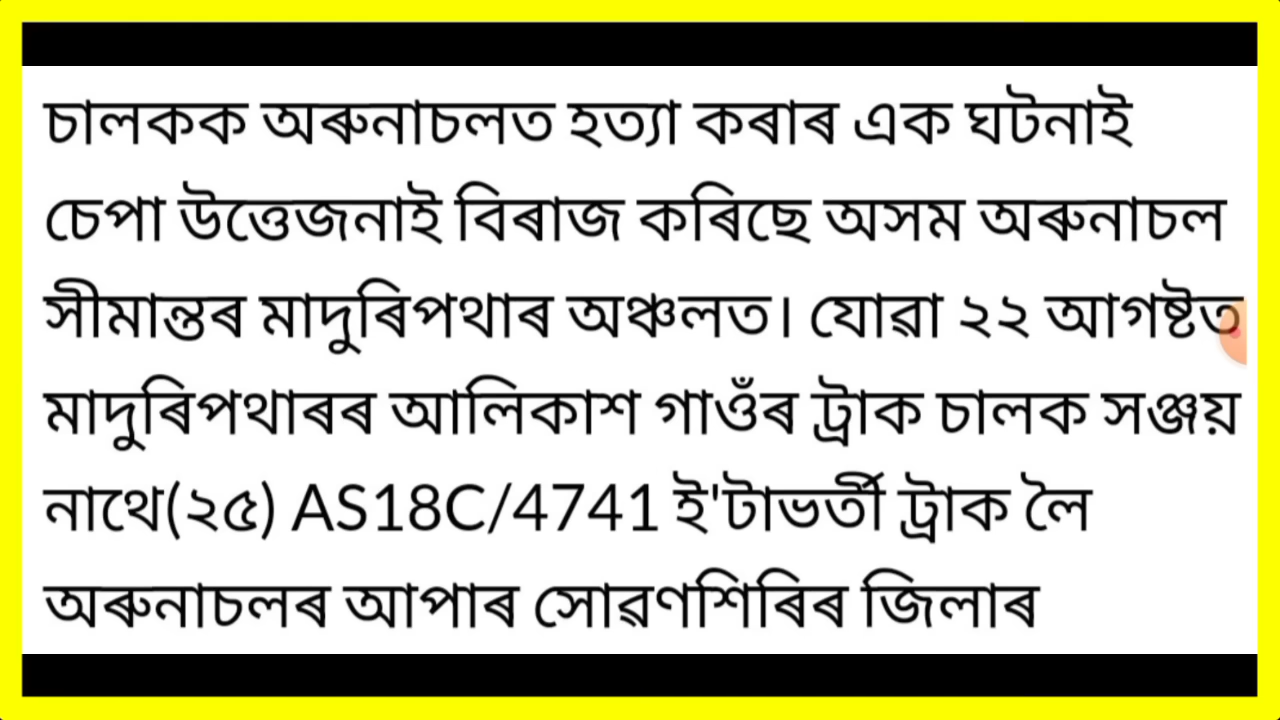 চালকক অৰুনাচলত হত্যা কৰাৰ এক ঘটনাই
চেপা উত্তেজনাই বিৰাজ কৰিছে অসম অৰুনাচল
সীমান্তৰ মাদুৰিপথাৰ অঞ্চলত। যোৱা ২২ আগষ্টত
মাদুৰিপথাৰৰ আলিকাশ গাওঁৰ ট্ৰাক চালক সঞ্জয়
নাথে(২৫) AS18C/4741 ই'টাভৰ্তী ট্ৰাক লৈ
অৰুনাচলৰ আপাৰ সোৱণশিৰিৰ জিলাৰ